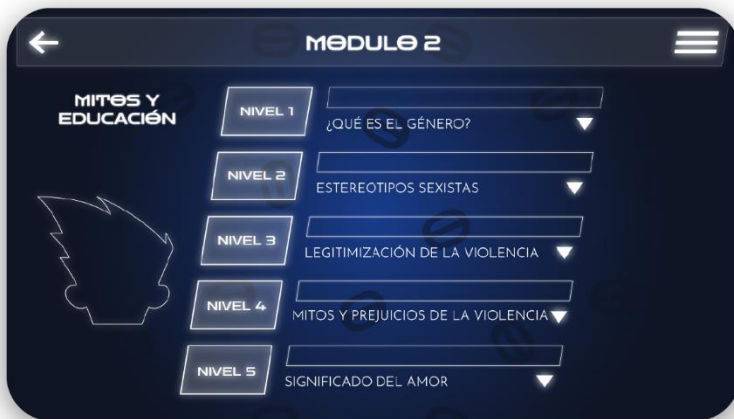 MODULO 2
MITOS Y
EDUCACIÓN
NIVEL 1
¿QUÉ ES EL GÉNERO?
NIVEL 2
ESTEREOTIPOS SEXISTAS
NIVEL 3
LEGITIMIZACIÓN DE LA VIOLENCIA
NIVEL 4
MITOS Y PREJUICIOS DE LA VIOLENCIA
NIVEL 5
SIGNIFICADO DEL AMOR